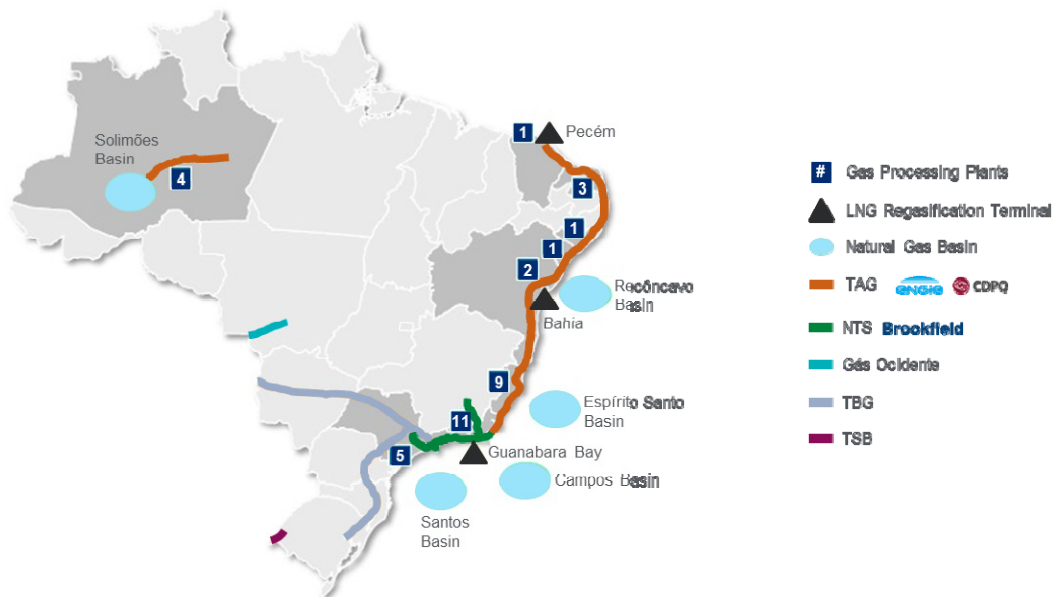 Solimões
Basin
4
1
Pecém
3
1
1
2
Recôncavo
Basin
Bahia
9
Espírito Santo
Basin
11
5
Guanabara Bay
Campos Basin
Santos
Basin
# Gas Processing Plants
LNG Regasification Terminal
Natural Gas Basin
TAG ENGIE CDPQ
NTS Brookfield
Gás Ocidente
TBG
TSB